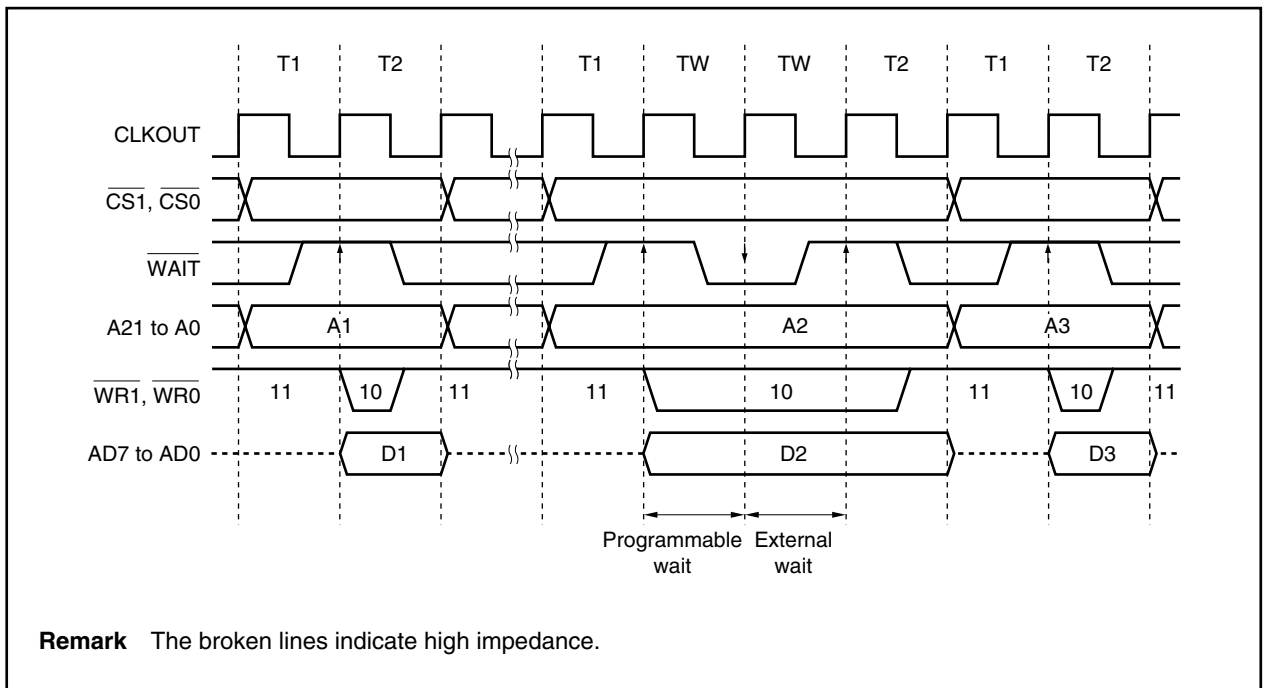 T1 T2 T1 TW TW T2 T1 T2
CLKOUT
CS1, CS0
WAIT
A21 to A0 A1 A2 A3
WR1, WR0 11 10 11 11 10 11 10 11
AD7 to AD0 D1 D2 D3
Programmable wait
External wait
Remark The broken lines indicate high impedance.